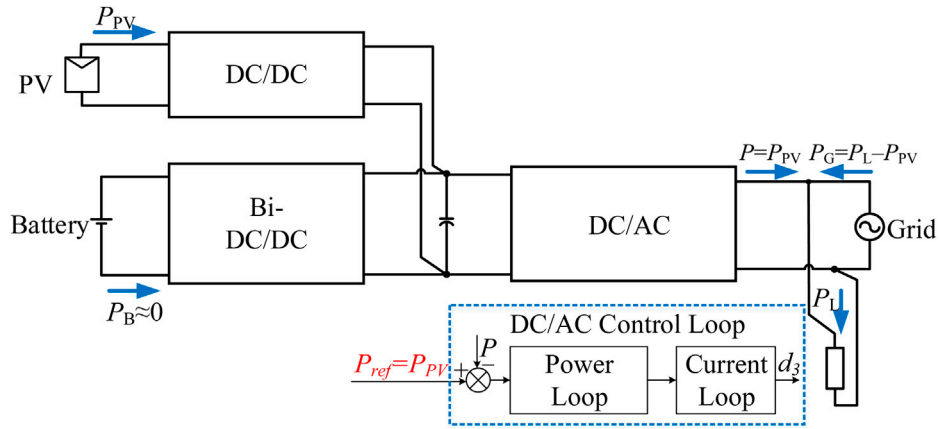 P_PV
PV
DC/DC
P=P_PV
P_G=P_L–P_PV
Battery
Bi-
DC/DC
DC/AC
Grid
P_B≈0
P_L
DC/AC Control Loop
P_ref=P_PV
+
P
−
Power
Loop
Current
Loop
d_3